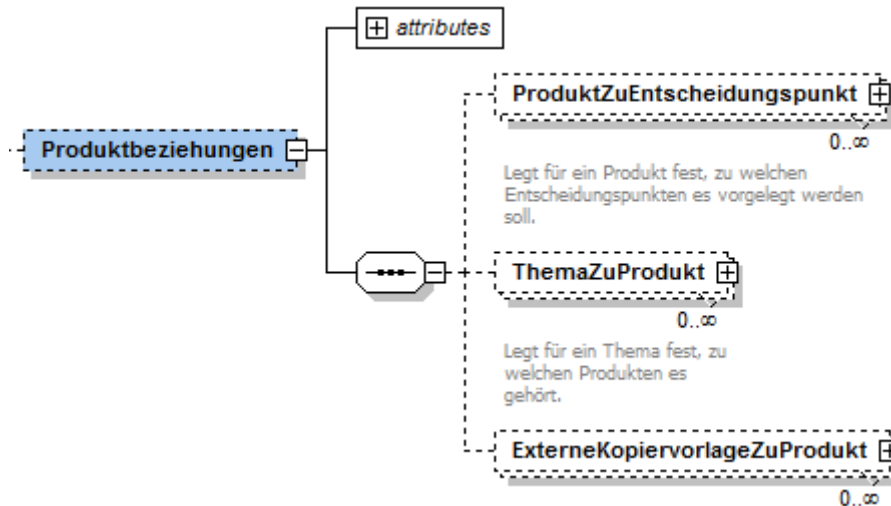 attributes
ProduktZuEntscheidungspunkt
0..∞
Produktbeziehungen
Legt für ein Produkt fest, zu welchen
Entscheidungspunkten es vorgelegt werden
soll.
ThemaZuProdukt
0..∞
Legt für ein Thema fest, zu
welchen Produkten es
gehört.
ExterneKopiervorlageZuProdukt
0..∞